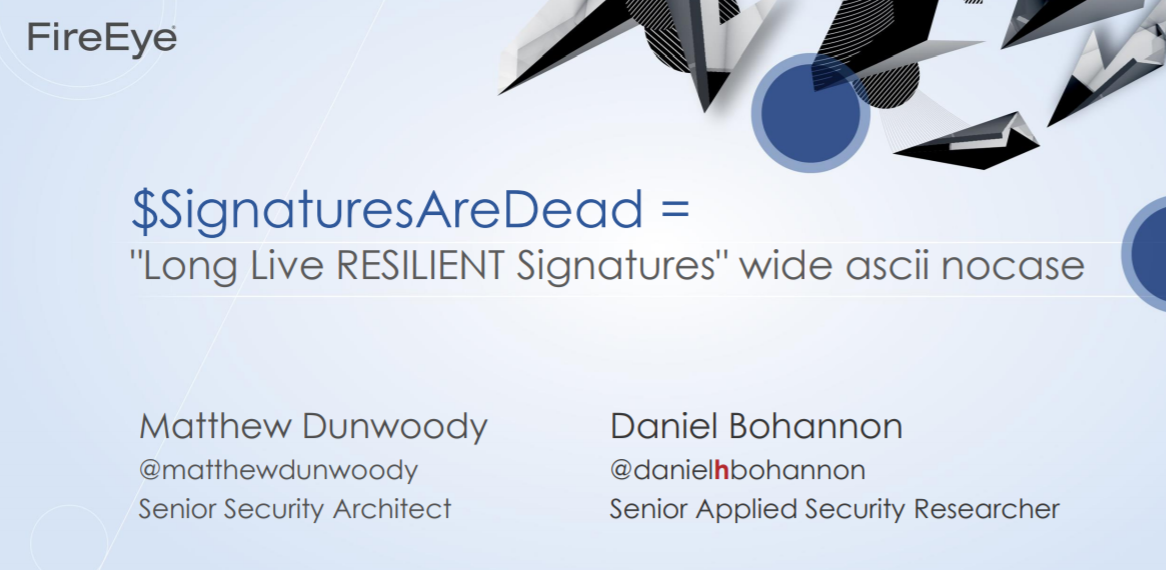 FireEye
$SignaturesAreDead =
"Long Live RESILIENT Signatures" wide ascii nocase
Matthew Dunwoody
@matthewdunwoody
Senior Security Architect
Daniel Bohannon
@danielhbohannon
Senior Applied Security Researcher